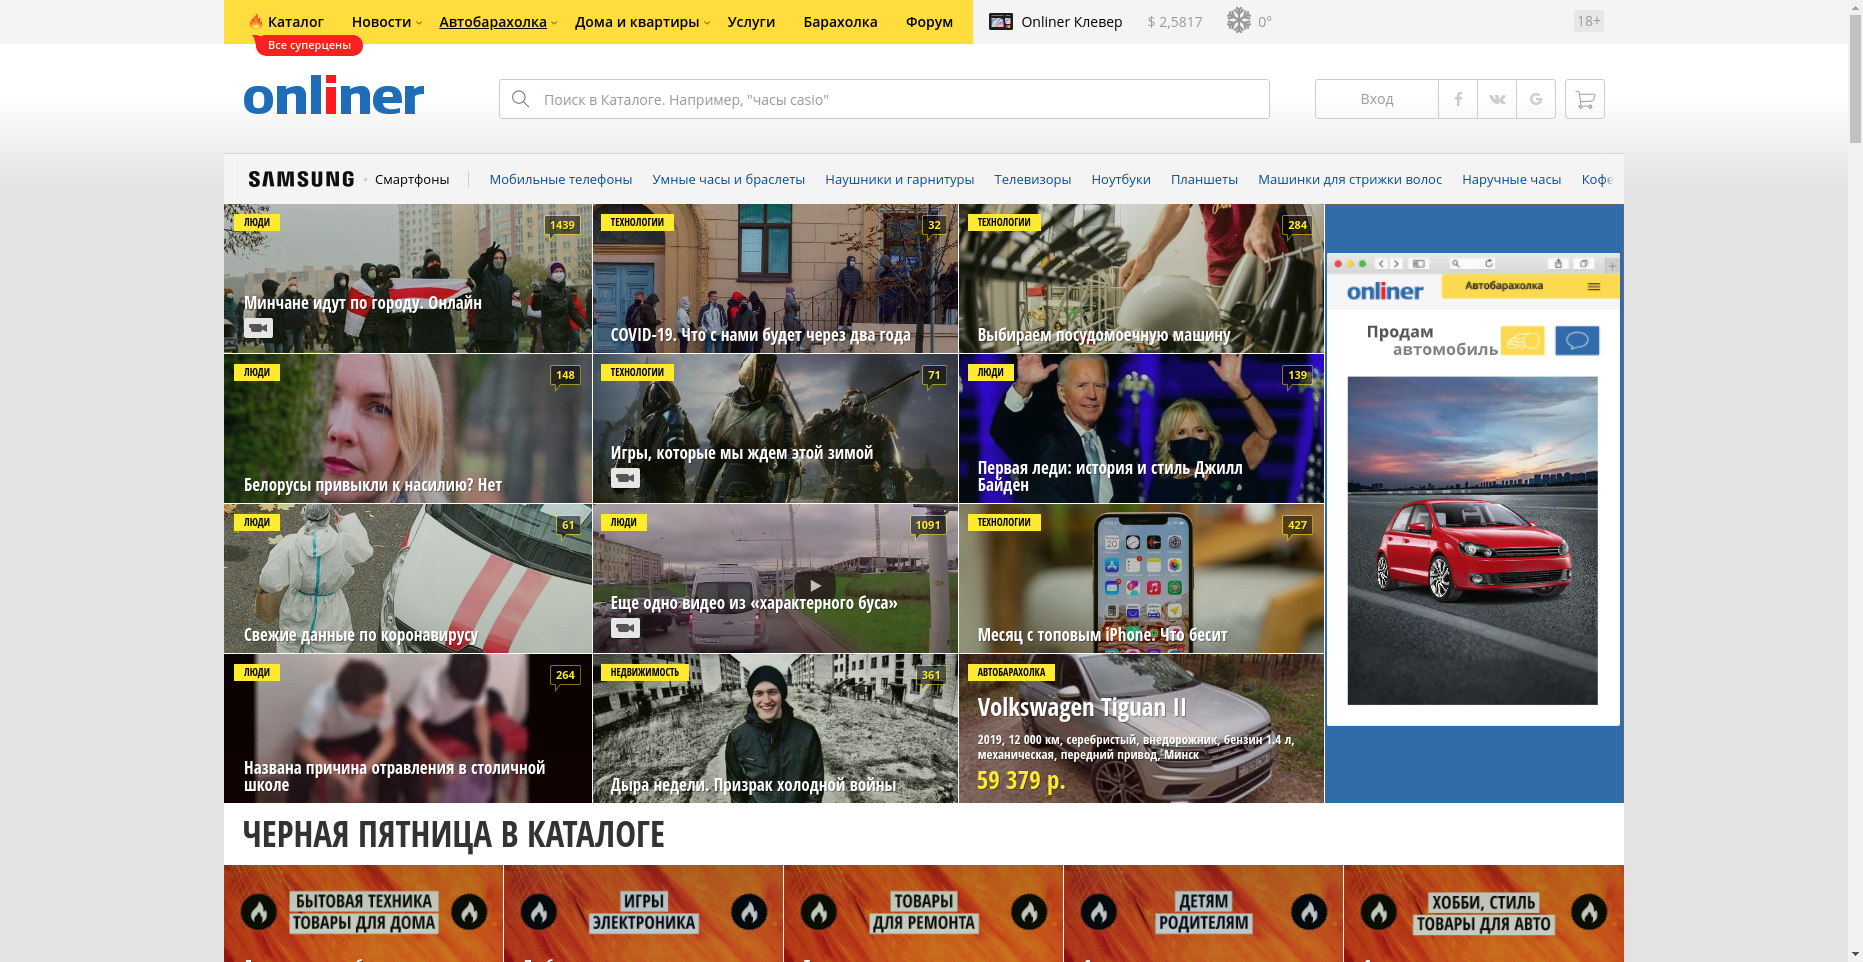 Каталог Новости Автобарахолка Дома и квартиры Услуги Барахолка Форум Onliner Клевер $ 2,5817 0° 18+
Все суперцены
onliner
Поиск в Каталоге. Например, "часы casio"
Вход
SAMSUNG Смартфоны Мобильные телефоны Умные часы и браслеты Наушники и гарнитуры Телевизоры Ноутбуки Планшеты Машинки для стрижки волос Наручные часы Кофе
ЛЮДИ
1439
Минчане идут по городу. Онлайн
ТЕХНОЛОГИИ
32
COVID-19. Что с нами будет через два года
ТЕХНОЛОГИИ
284
Выбираем посудомоечную машину
onliner
Автобарахолка
Продам
автомобиль
ЛЮДИ
148
Белорусы привыкли к насилию? Нет
ТЕХНОЛОГИИ
71
Игры, которые мы ждем этой зимой
ЛЮДИ
139
Первая леди: история и стиль Джилл
Байден
ЛЮДИ
61
Свежие данные по коронавирусу
ЛЮДИ
1091
Еще одно видео из «характерного буса»
ТЕХНОЛОГИИ
427
Месяц с топовым iPhone. Что бесит
ЛЮДИ
264
Названа причина отравления в столичной
школе
НЕДВИЖИМОСТЬ
361
Дыра недели. Призрак холодной войны
АВТОБАРАХОЛКА
Volkswagen Tiguan II
2019, 12 000 км, серебристый, внедорожник, бензин 1.4 л,
механическая, передний привод, Минск
59 379 р.
ЧЕРНАЯ ПЯТНИЦА В КАТАЛОГЕ
БЫТОВАЯ ТЕХНИКА
ТОВАРЫ ДЛЯ ДОМА
ИГРЫ
ЭЛЕКТРОНИКА
ТОВАРЫ
ДЛЯ РЕМОНТА
ДЕТЯМ
РОДИТЕЛЯМ
ХОББИ, СТИЛЬ
ТОВАРЫ ДЛЯ АВТО